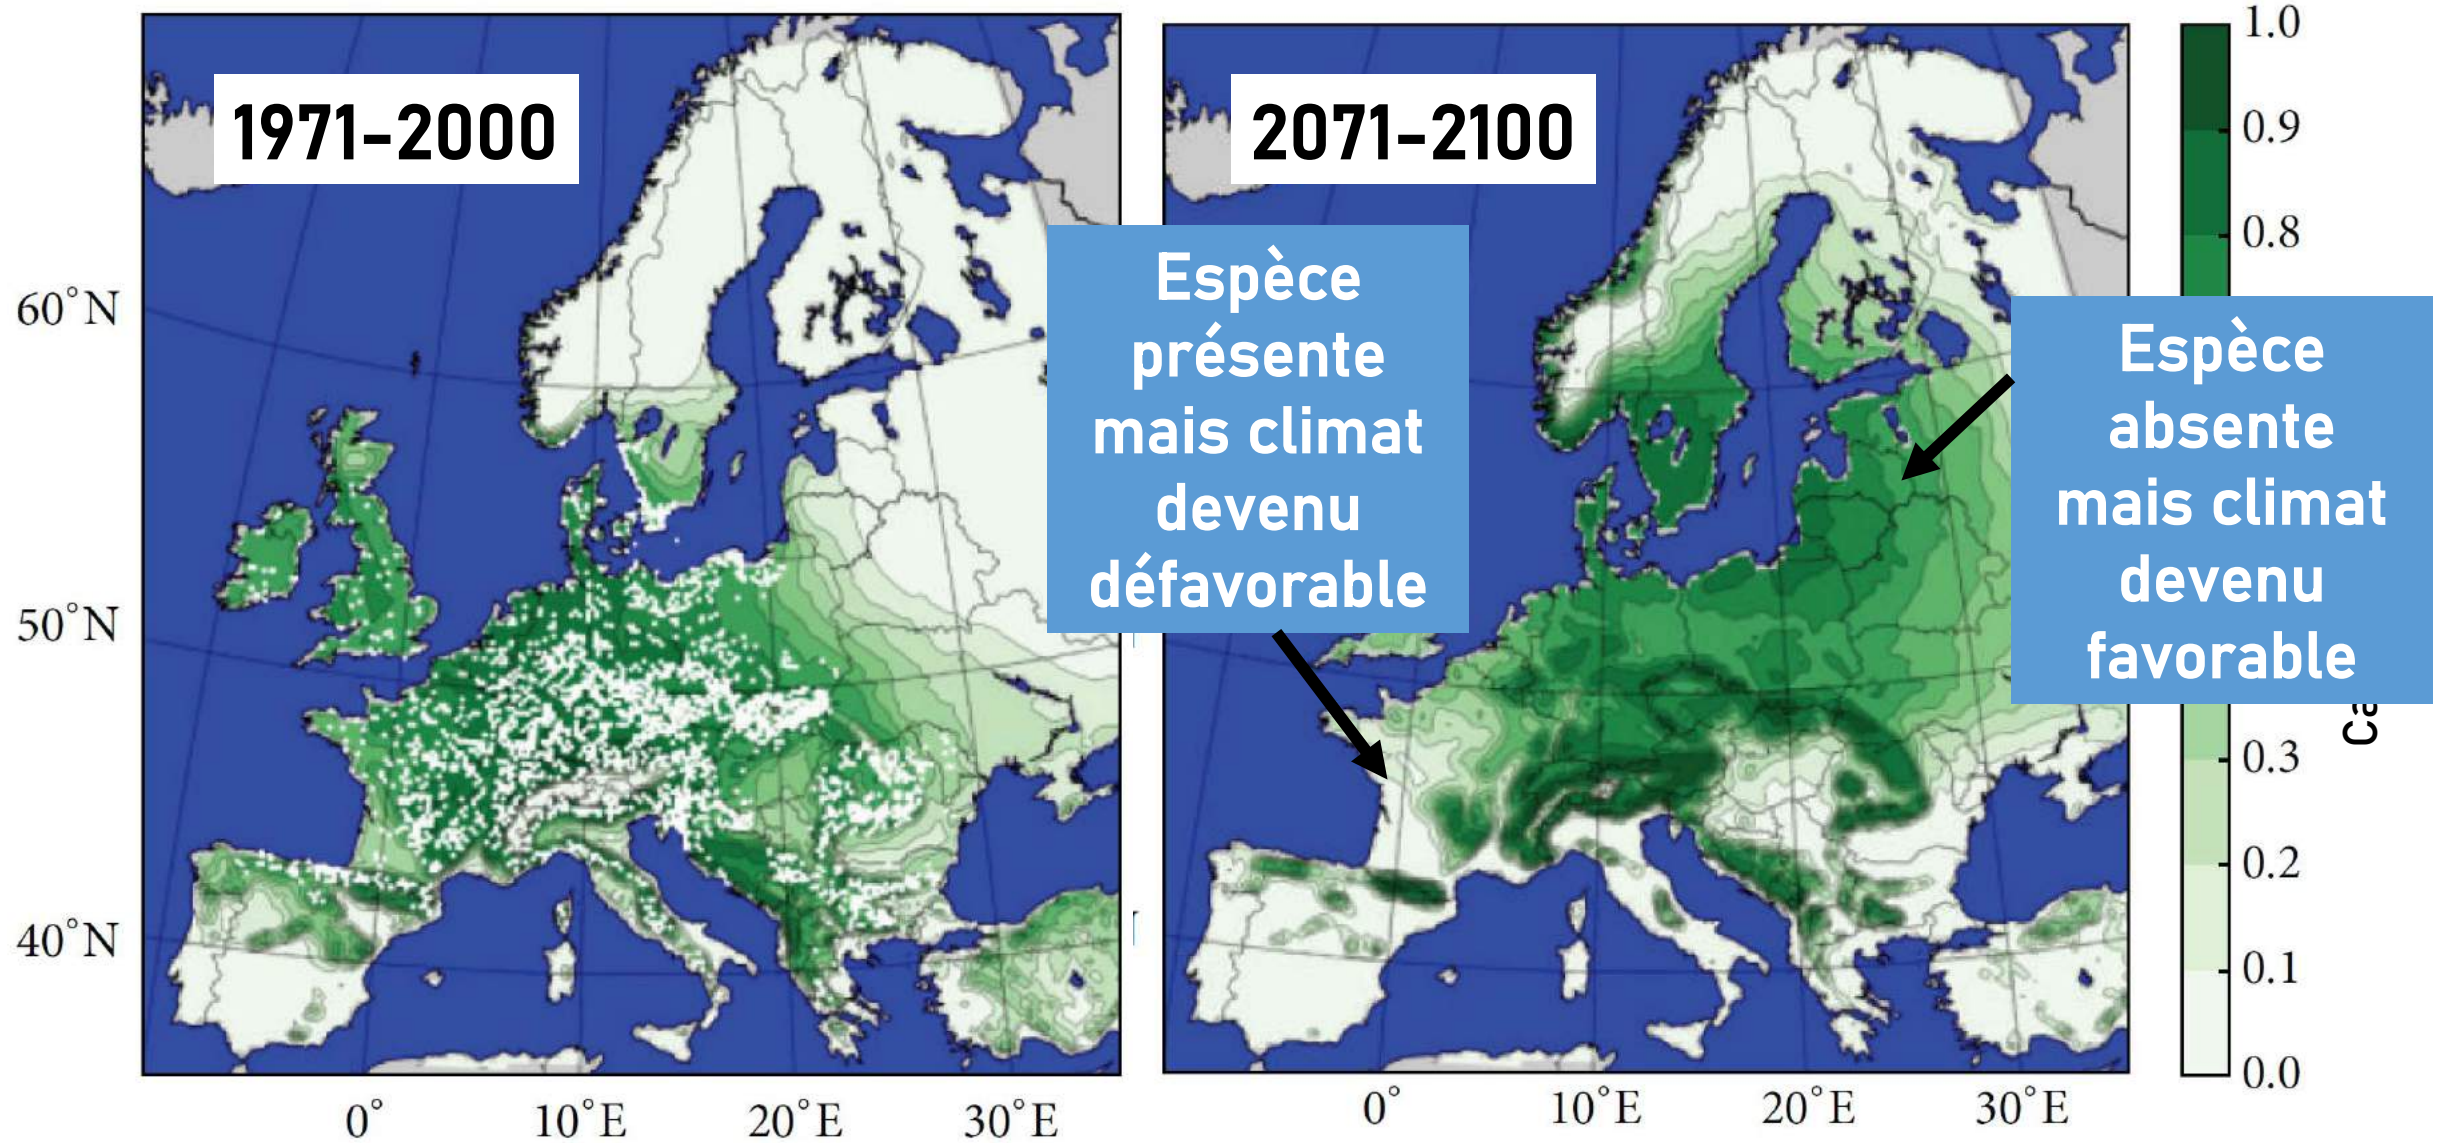 1971-2000
2071-2100
Espèce
présente
mais climat
devenu
défavorable
Espèce
absente
mais climat
devenu
favorable
60°N
50°N
40°N
0°
10°E
20°E
30°E
0°
10°E
20°E
30°E
1.0
0.9
0.8
0.3
0.2
0.1
0.0